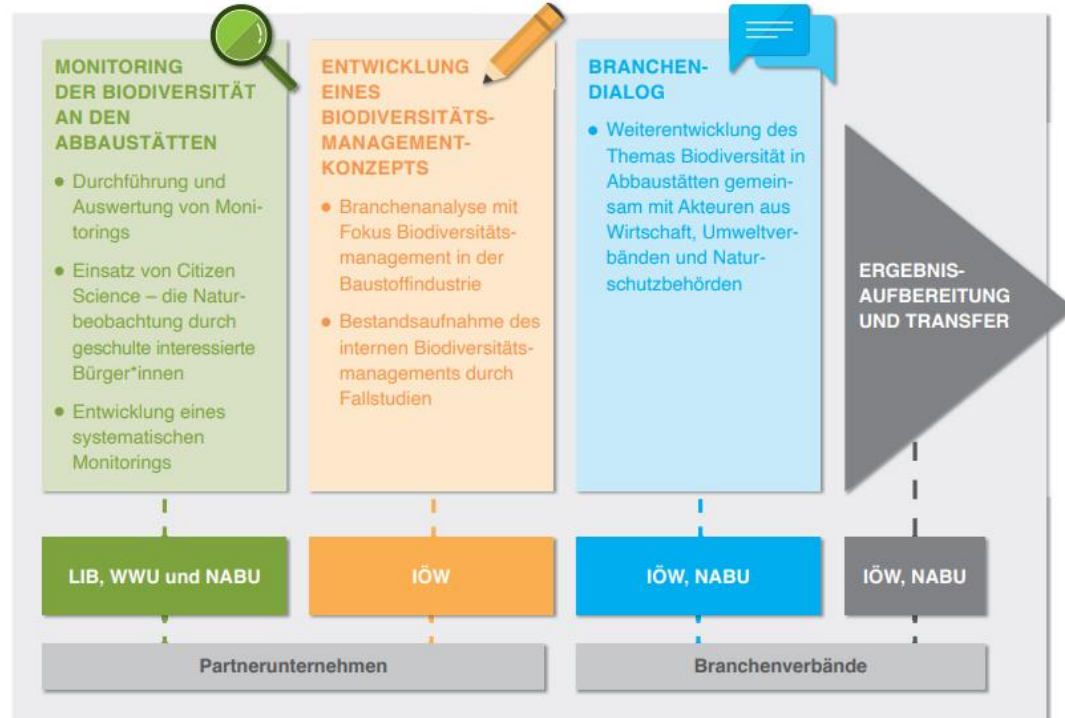 MONITORING
DER BIODIVERSITÄT
AN DEN
ABBAUSTÄTTEN
• Durchführung und
Auswertung von Moni-
torings
• Einsatz von Citizen
Science – die Natur-
beobachtung durch
geschulte interessierte
Bürger*innen
• Entwicklung eines
systematischen
Monitorings
ENTWICKLUNG
EINES
BIODIVERSITÄTS-
MANAGEMENT-
KONZEPTS
• Branchenanalyse mit
Fokus Biodiversitäts-
management in der
Baustoffindustrie
• Bestandsaufnahme des
internen Biodiversitäts-
managements durch
Fallstudien
BRANCHEN-
DIALOG
• Weiterentwicklung des
Themas Biodiversität in
Abbaustätten gemein-
sam mit Akteuren aus
Wirtschaft, Umweltver-
bänden und Natur-
schutzbehörden
ERGEBNIS-
AUFBEREITUNG
UND TRANSFER
LIB, WWU und NABU
IÖW
IÖW, NABU
IÖW, NABU
Partnerunternehmen
Branchenverbände